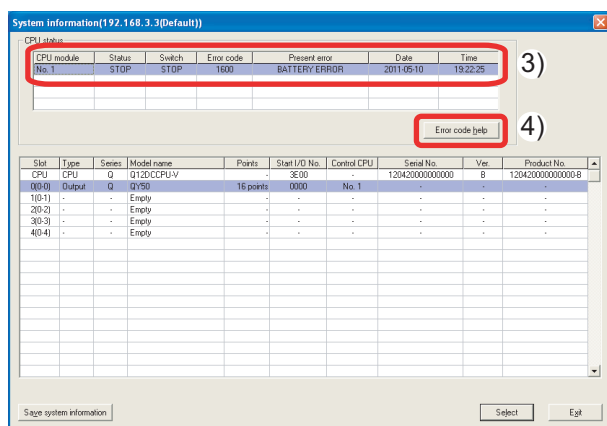 System information(192.168.3.3(Default))
CPU status
CPU module Status Switch Error code Present error Date Time
No. 1 STOP STOP 1600 BATTERY ERROR 2011-05-10 19:22:25
3)
Error code help
4)
Slot Type Series Model name Points Start I/O No. Control CPU Serial No. Ver. Product No.
CPU CPU Q Q12DCCPU-V - 3E00 - 120420000000000 B 120420000000000-B
0(0-0) Output Q QY50 16 points 0000 No. 1 - - -
1(0-1) - - Empty - - - - - -
2(0-2) - - Empty - - - - - -
3(0-3) - - Empty - - - - - -
4(0-4) - - Empty - - - - - -
Save system information Select Exit